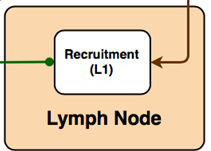 Recruitment
(L1)
Lymph Node